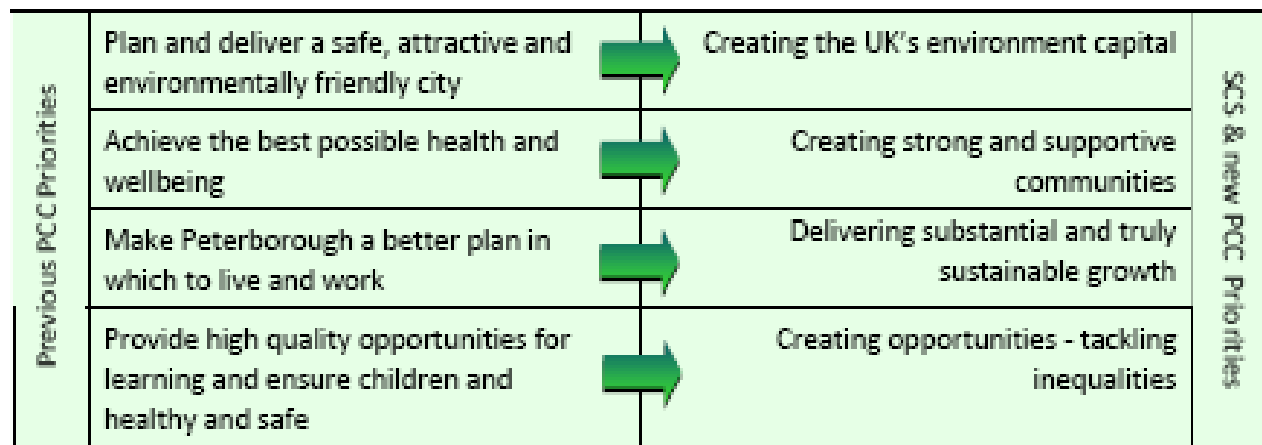 Previous PCC Priorities
Plan and deliver a safe, attractive and
environmentally friendly city
Creating the UK's environment capital
Achieve the best possible health and
wellbeing
Creating strong and supportive
communities
Make Peterborough a better plan in
which to live and work
Delivering substantial and truly
sustainable growth
Provide high quality opportunities for
learning and ensure children and
healthy and safe
Creating opportunities - tackling
inequalities
SCS & new PCC Priorities